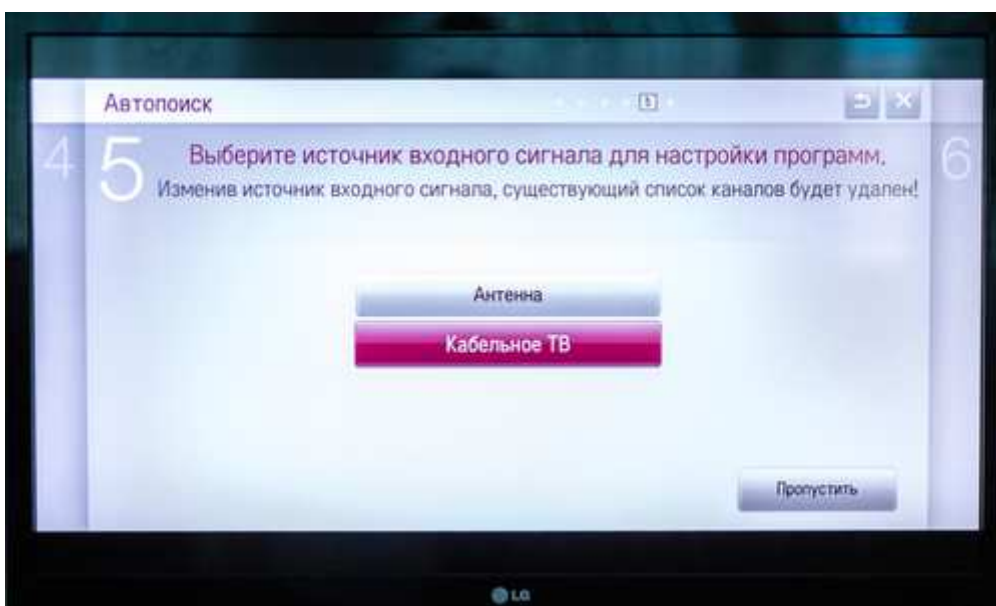 Автопоиск
5
4
5
6
Выберите источник входного сигнала для настройки программ.
Изменив источник входного сигнала, существующий список каналов будет удален!
Антенна
Кабельное ТВ
Пропустить
LG